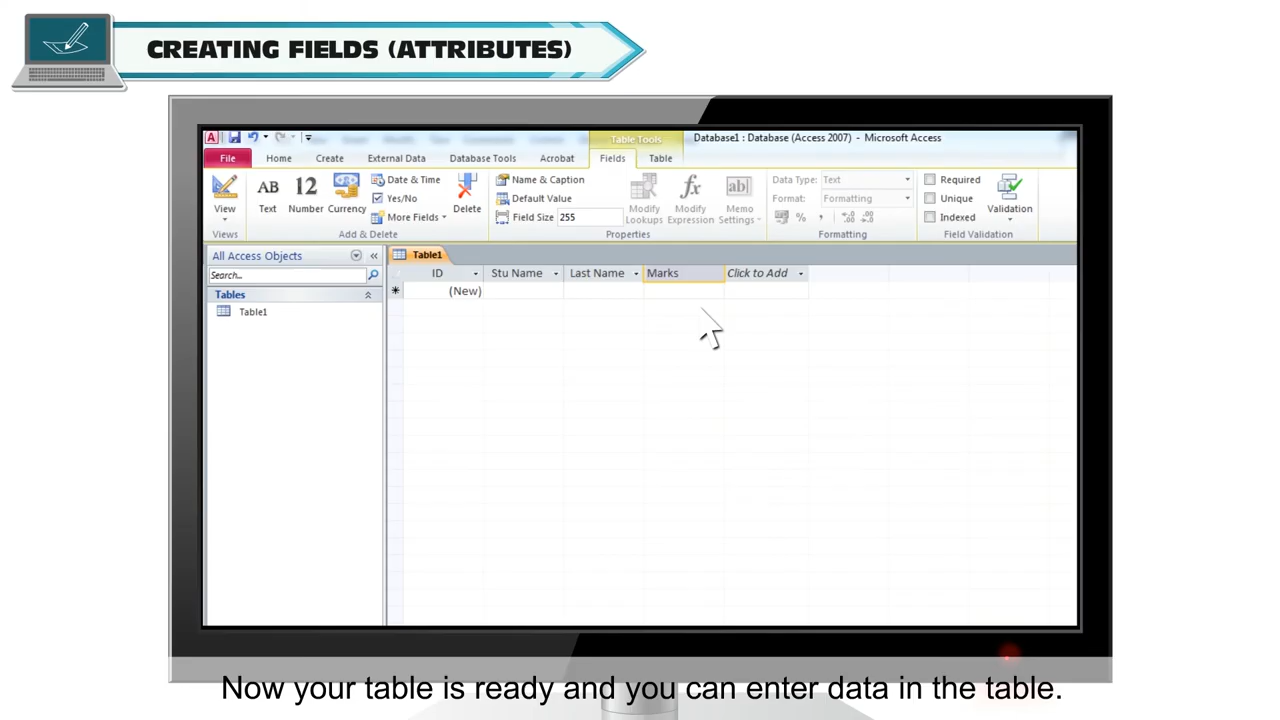 CREATING FIELDS (ATTRIBUTES)
Table Tools
Database1 : Database (Access 2007) - Microsoft Access
File Home Create External Data Database Tools Acrobat Fields Table
View
Views
AB Text
12 Number
Currency
Date & Time
Yes/No
More Fields
Delete
Add & Delete
Name & Caption
Default Value
Field Size 255
Modify Lookups
fx Modify Expression
ab Memo Settings
Properties
Data Type: Text
Format: Formatting
%
Formatting
Required
Unique
Indexed
Validation
Field Validation
All Access Objects
Search...
Tables
Table1
Table1
ID Stu Name Last Name Marks Click to Add
(New)
Now your table is ready and you can enter data in the table.